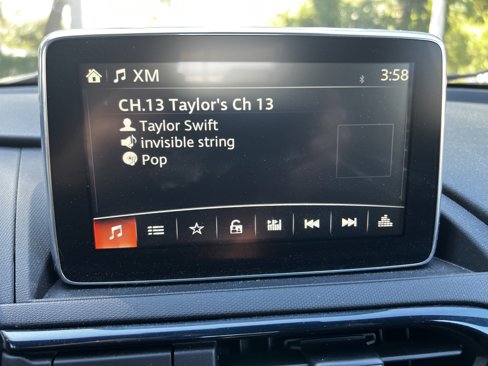 XM
3:58
CH.13 Taylor's Ch 13
Taylor Swift
invisible string
Pop